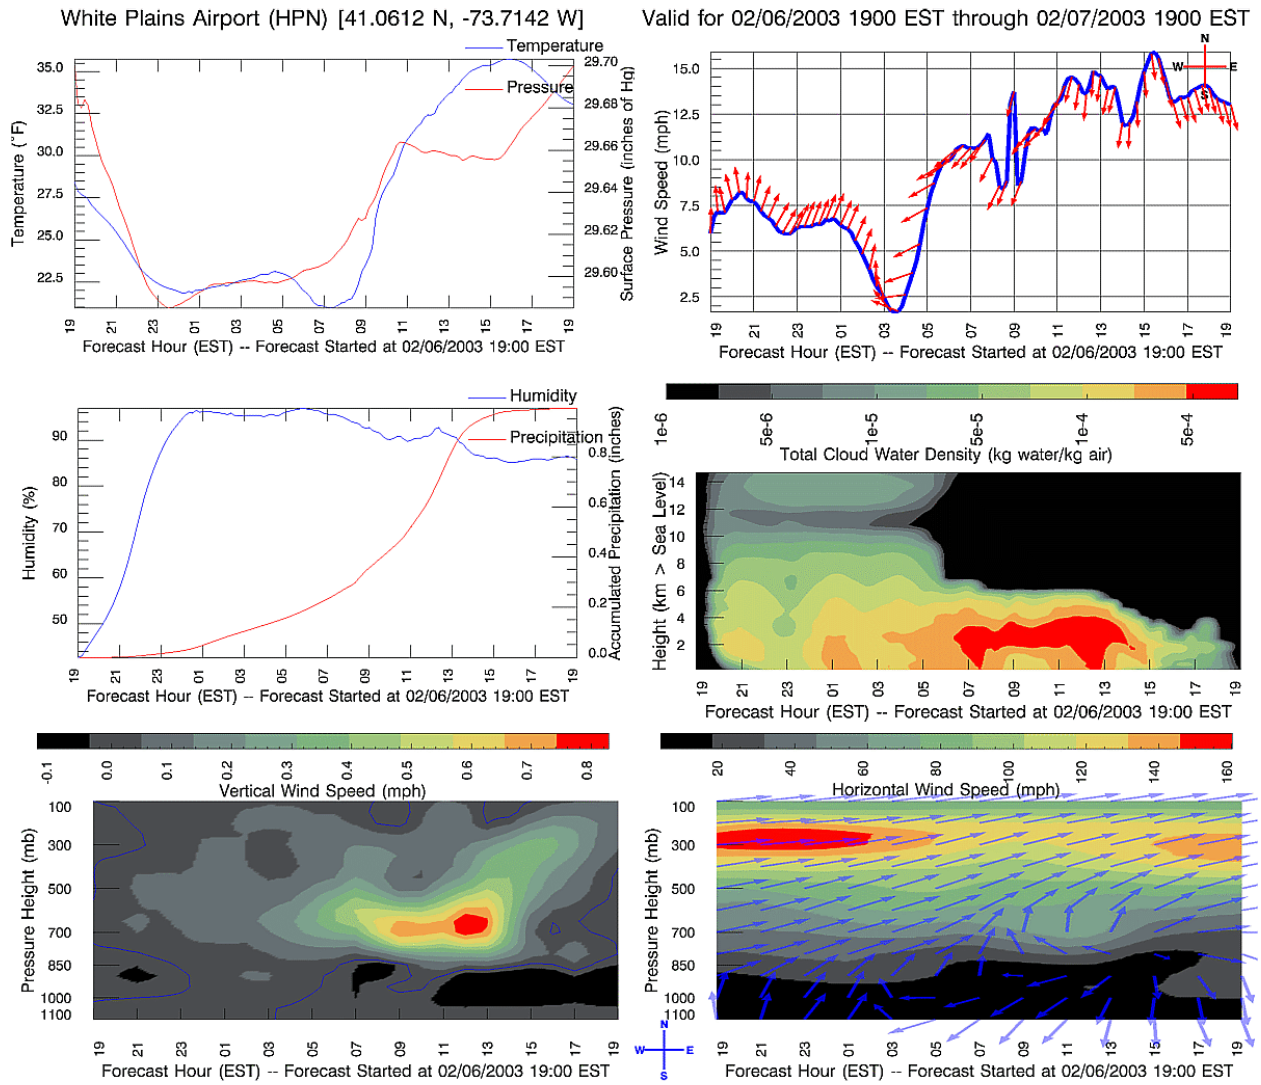 White Plains Airport (HPN) [41.0612 N, -73.7142 W]
Valid for 02/06/2003 1900 EST through 02/07/2003 1900 EST
Temperature
Pressure
35.0
32.5
30.0
27.5
25.0
22.5
Temperature (°F)
29.70
29.68
29.66
29.64
29.62
29.60
Surface Pressure (inches of Hg)
19 21 23 01 03 05 07 09 11 13 15 17 19
Forecast Hour (EST) -- Forecast Started at 02/06/2003 19:00 EST
N
W E
S
15.0
12.5
10.0
7.5
5.0
2.5
Wind Speed (mph)
19 21 23 01 03 05 07 09 11 13 15 17 19
Forecast Hour (EST) -- Forecast Started at 02/06/2003 19:00 EST
Humidity
Precipitation
90
80
70
60
50
Humidity (%)
0.8
0.6
0.4
0.2
0.0
Accumulated Precipitation (inches)
19 21 23 01 03 05 07 09 11 13 15 17 19
Forecast Hour (EST) -- Forecast Started at 02/06/2003 19:00 EST
1e-6 5e-6 1e-5 5e-5 1e-4 5e-4
Total Cloud Water Density (kg water/kg air)
14
12
10
8
6
4
2
Height (km > Sea Level)
19 21 23 01 03 05 07 09 11 13 15 17 19
Forecast Hour (EST) -- Forecast Started at 02/06/2003 19:00 EST
-0.1 0.0 0.1 0.2 0.3 0.4 0.5 0.6 0.7 0.8
Vertical Wind Speed (mph)
100
300
500
700
850
1000
1100
Pressure Height (mb)
19 21 23 01 03 05 07 09 11 13 15 17 19
Forecast Hour (EST) -- Forecast Started at 02/06/2003 19:00 EST
N
W E
S
20 40 60 80 100 120 140 160
Horizontal Wind Speed (mph)
100
300
500
700
850
1000
1100
Pressure Height (mb)
19 21 23 01 03 05 07 09 11 13 15 17 19
Forecast Hour (EST) -- Forecast Started at 02/06/2003 19:00 EST